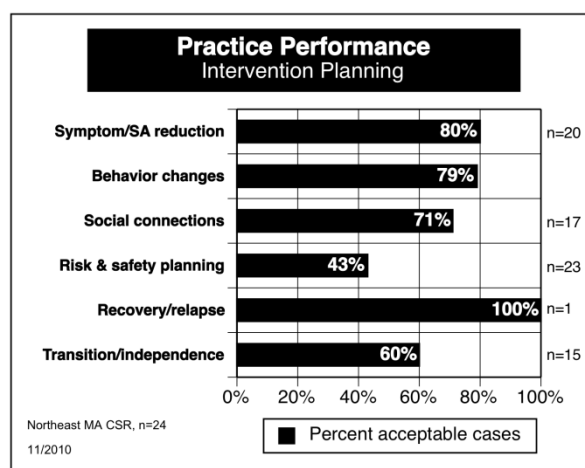 Practice Performance
Intervention Planning
Symptom/SA reduction 80% n=20
Behavior changes 79%
Social connections 71% n=17
Risk & safety planning 43% n=23
Recovery/relapse 100% n=1
Transition/independence 60% n=15
0% 20% 40% 60% 80% 100%
Northeast MA CSR, n=24
11/2010
Percent acceptable cases